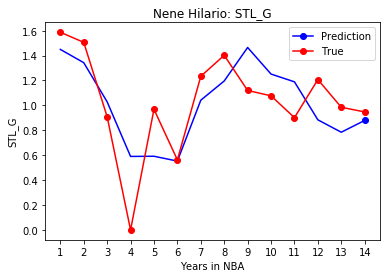 Nene Hilario: STL_G
Prediction
True
STL_G
1.6
1.4
1.2
1.0
0.8
0.6
0.4
0.2
0.0
1 2 3 4 5 6 7 8 9 10 11 12 13 14
Years in NBA